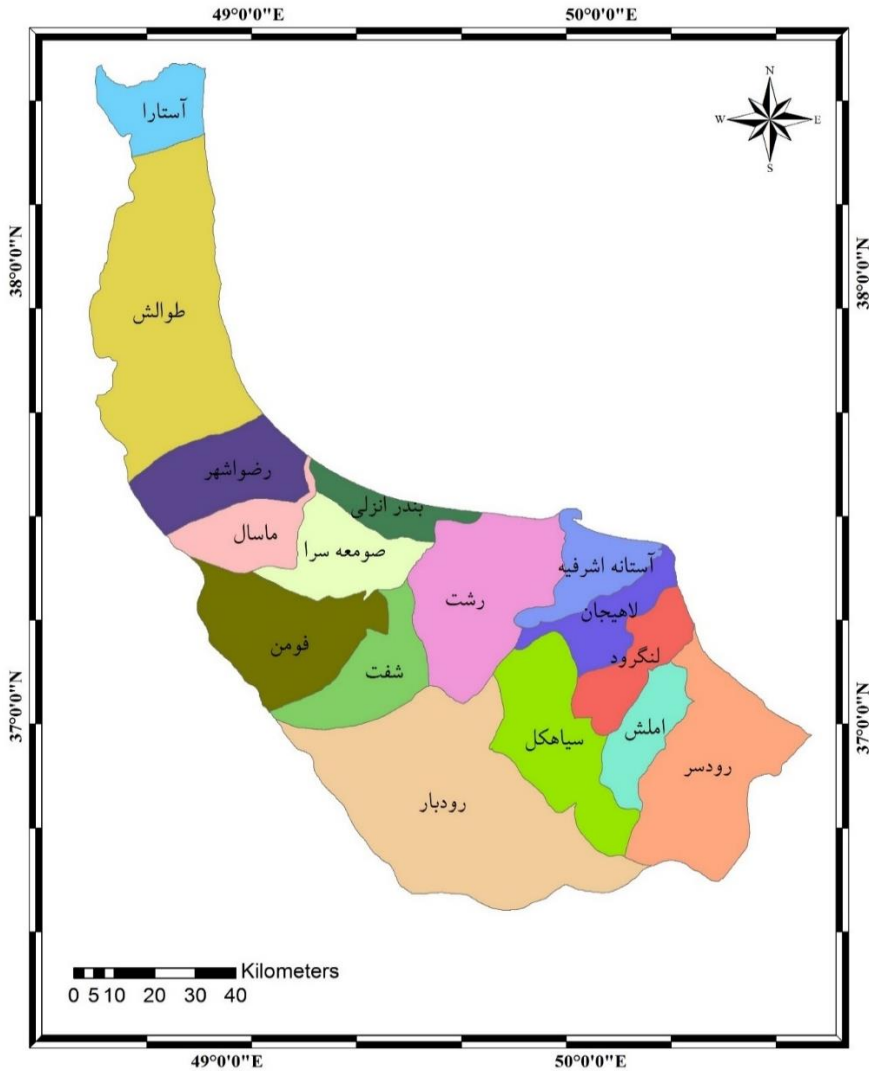 49°0'0"E 50°0'0"E
N
W E
S
آستارا
38°0'0"N 38°0'0"N
طوالش
رضوانشهر
بندر انزلی
ماسال
صومعه سرا
آستانه اشرفیه
رشت
لاهیجان
فومن
لنگرود
شفت
37°0'0"N 37°0'0"N
املش
سیاهکل
رودسر
رودبار
Kilometers
0 5 10 20 30 40
49°0'0"E 50°0'0"E